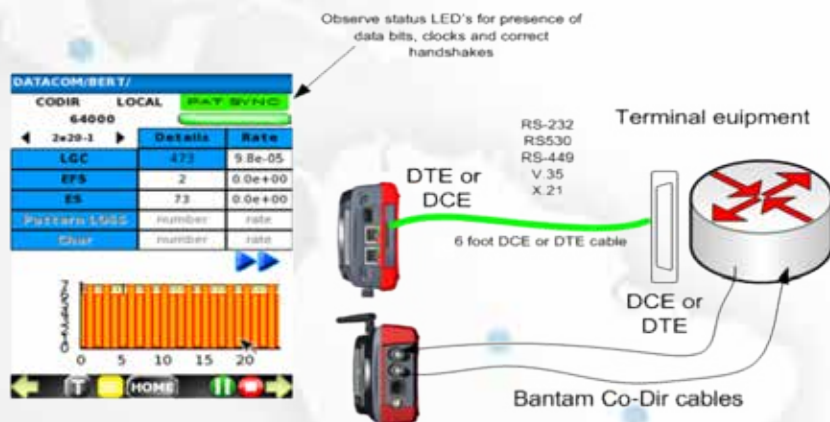 Observe status LED's for presence of
data bits, clocks and correct
handshakes
DATACOM/BERT/
CODIR LOCAL PAT SYNC
64000
2e20-1 Details Rate
LGC 473 9.8e-05
EFS 2 0.0e+00
ES 73 0.0e+00
Pattern LOSS number rate
Char number rate
0 5 10 15 20
T HOME
RS-232
RS530
RS-449
V.35
X.21
Terminal euipment
DTE or
DCE
6 foot DCE or DTE cable
DCE or
DTE
Bantam Co-Dir cables